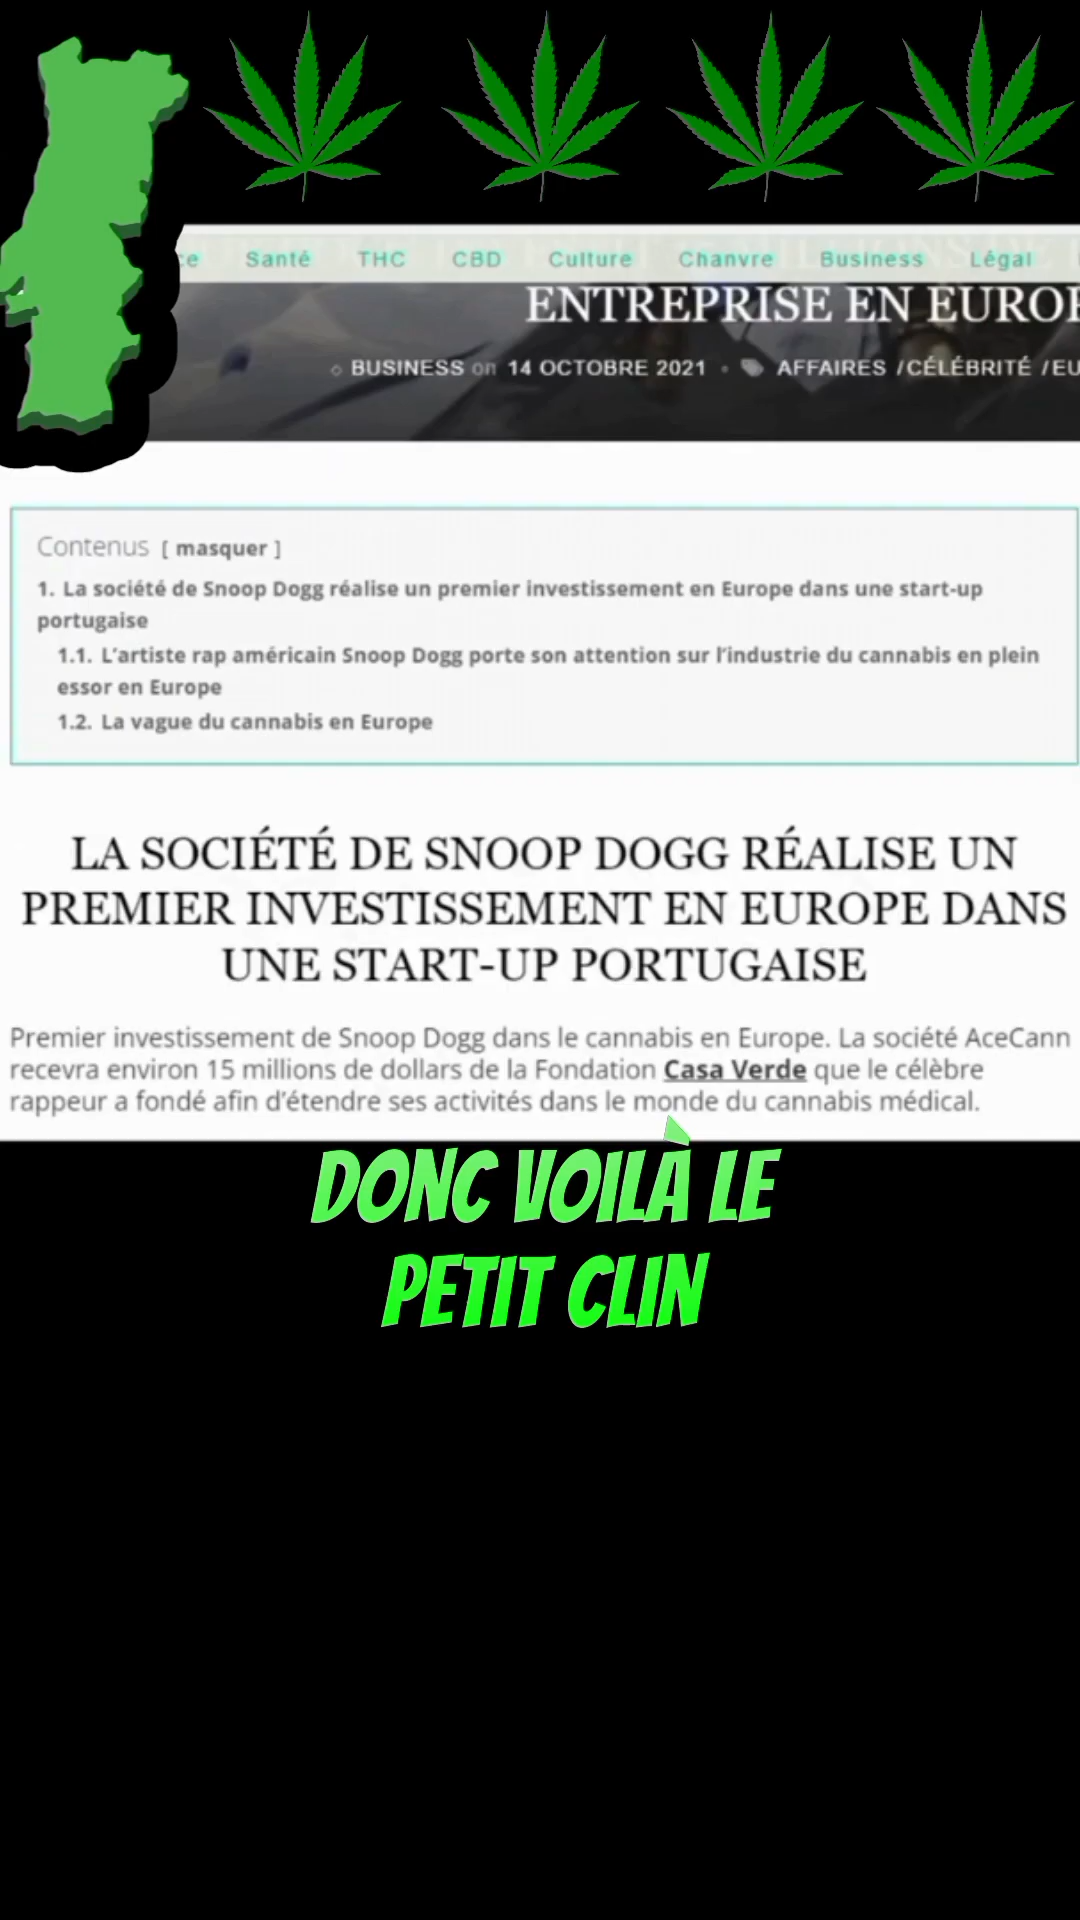 Santé THC CBD Culture Chanvre Business Légal
ENTREPRISE EN
BUSINESS on 14 OCTOBRE 2021 AFFAIRES /CÉLÉBRITÉ /
Contenus [ masquer ]
1. La société de Snoop Dogg réalise un premier investissement en Europe dans une start-up
portugaise
1.1. L'artiste rap américain Snoop Dogg porte son attention sur l'industrie du cannabis en plein
essor en Europe
1.2. La vague du cannabis en Europe
LA SOCIÉTÉ DE SNOOP DOGG RÉALISE UN
PREMIER INVESTISSEMENT EN EUROPE DANS
UNE START-UP PORTUGAISE
Premier investissement de Snoop Dogg dans le cannabis en Europe. La société AceCann
recevra environ 15 millions de dollars de la Fondation Casa Verde que le célèbre
rappeur a fondé afin d'étendre ses activités dans le monde du cannabis médical.
DONC VOILÀ LE
PETIT CLIN